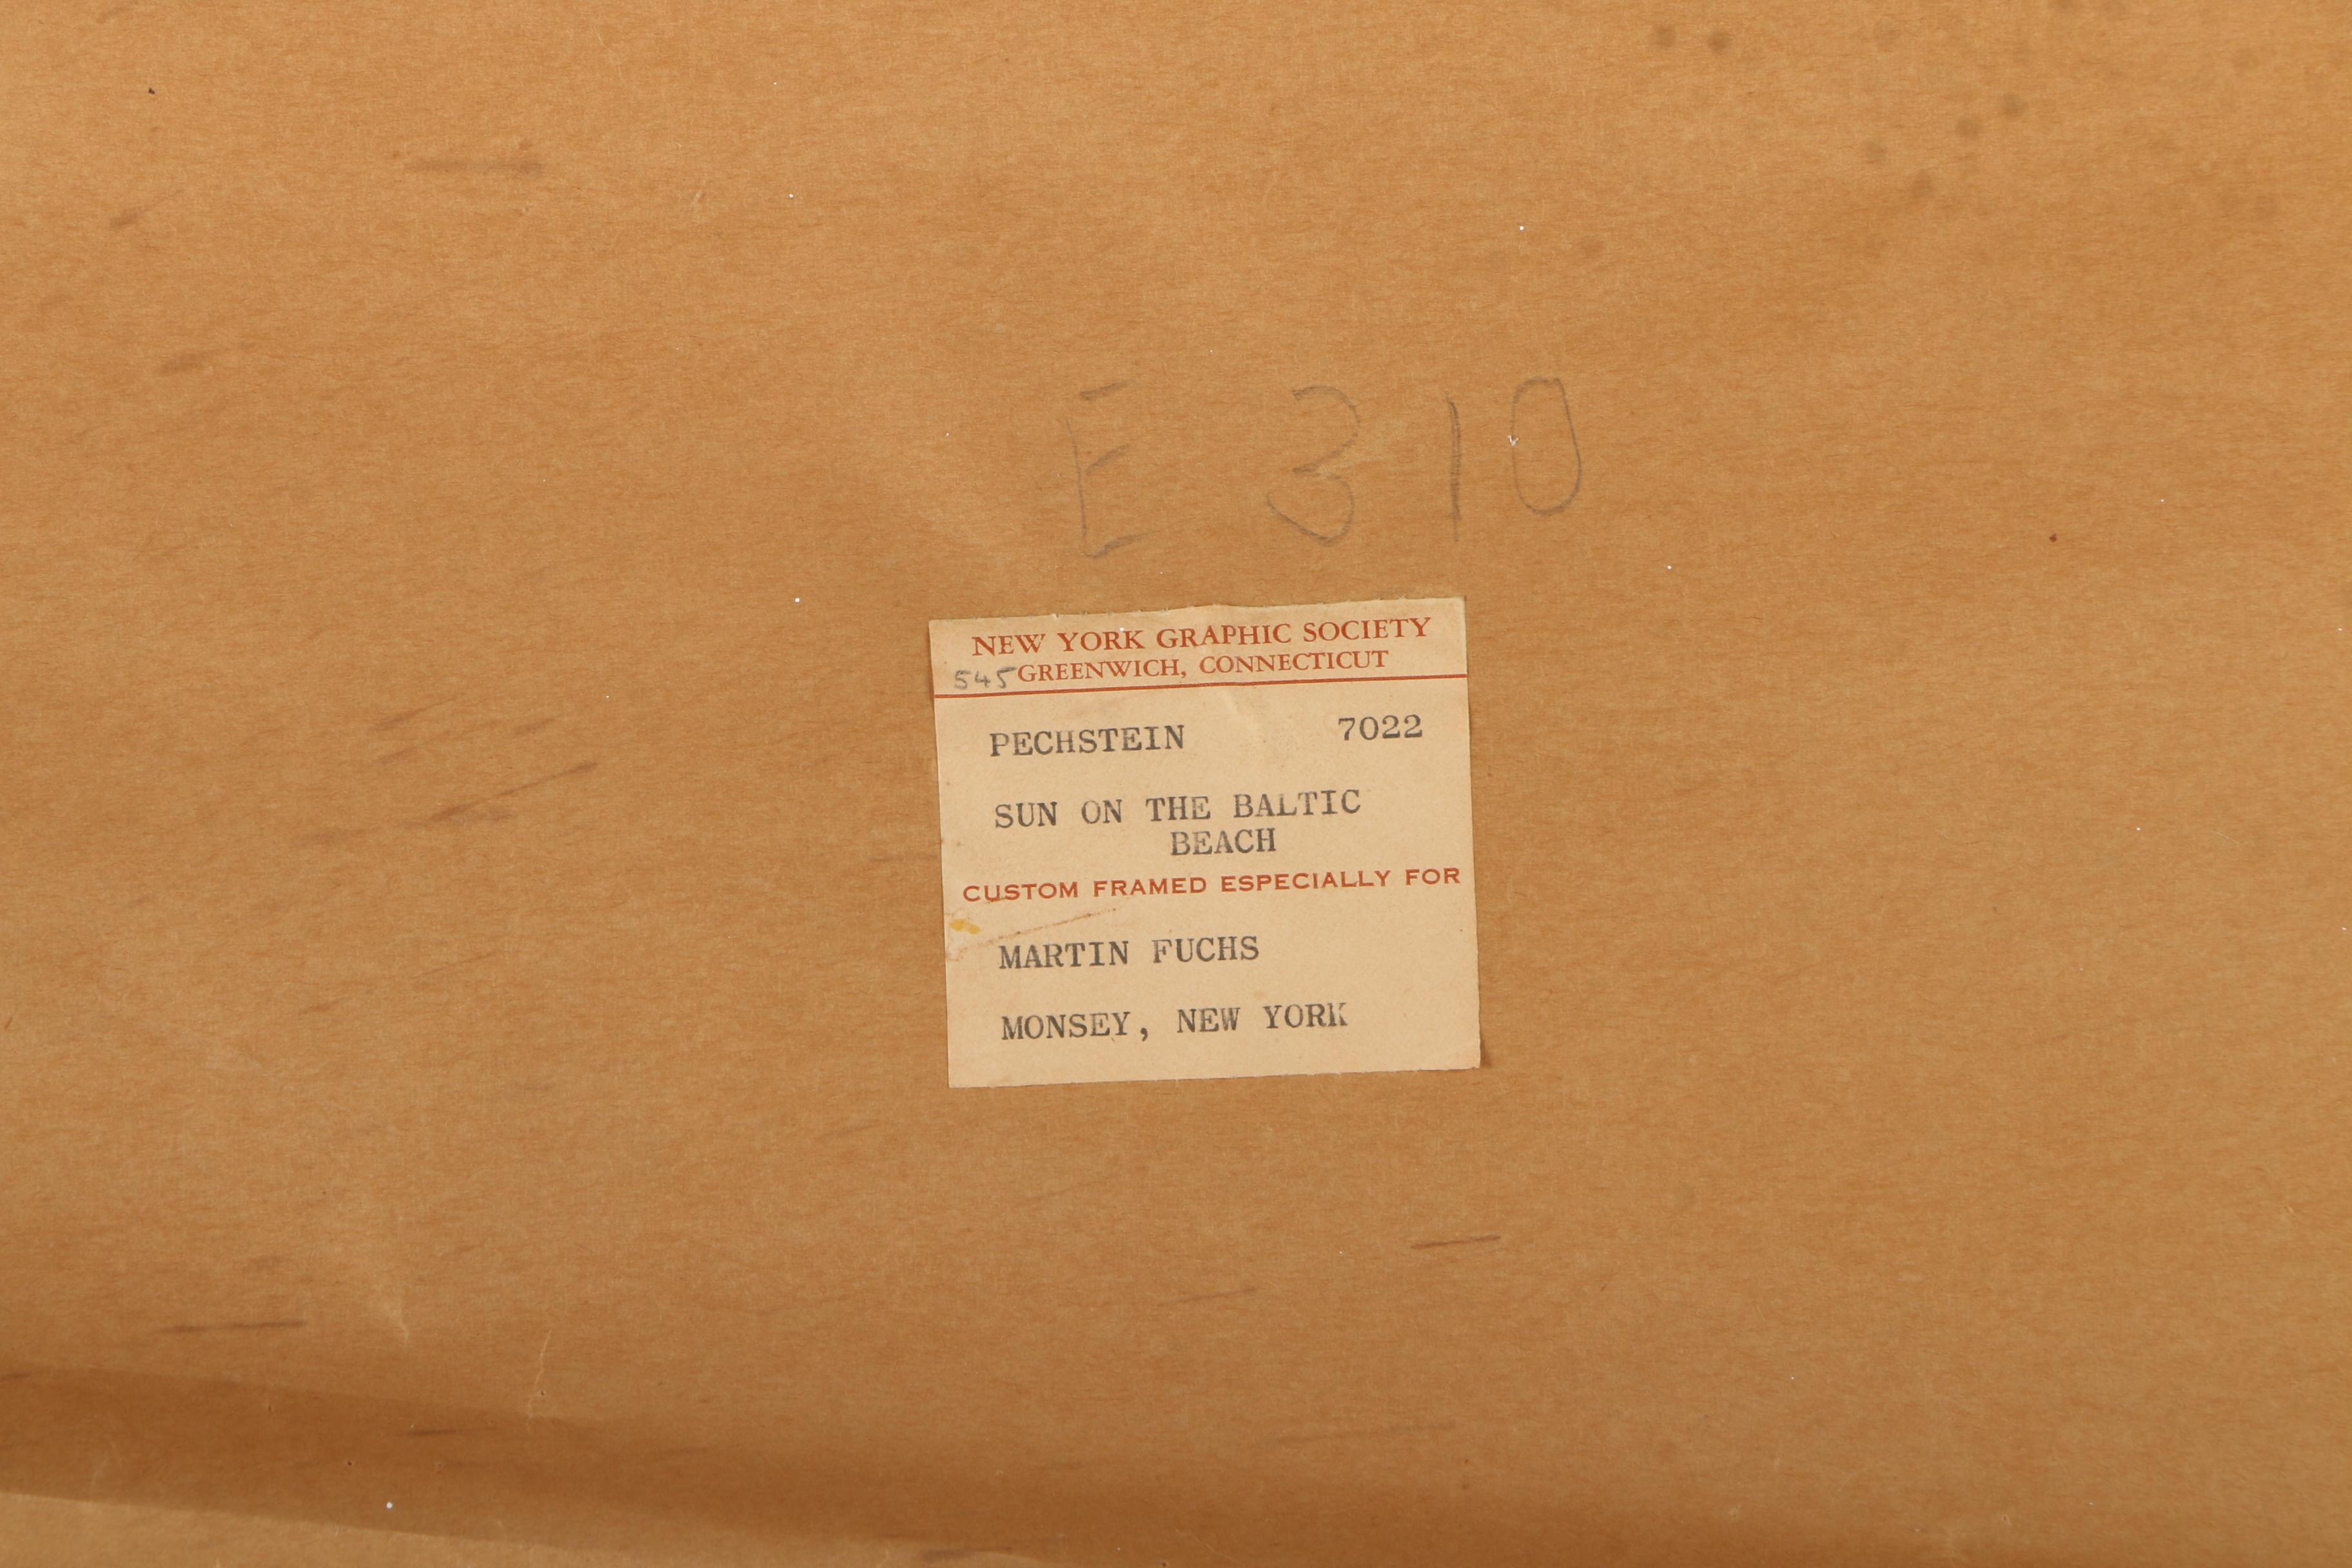 E 310
NEW YORK GRAPHIC SOCIETY
545 GREENWICH, CONNECTICUT
PECHSTEIN 7022
SUN ON THE BALTIC
BEACH
CUSTOM FRAMED ESPECIALLY FOR
MARTIN FUCHS
MONSEY, NEW YORK